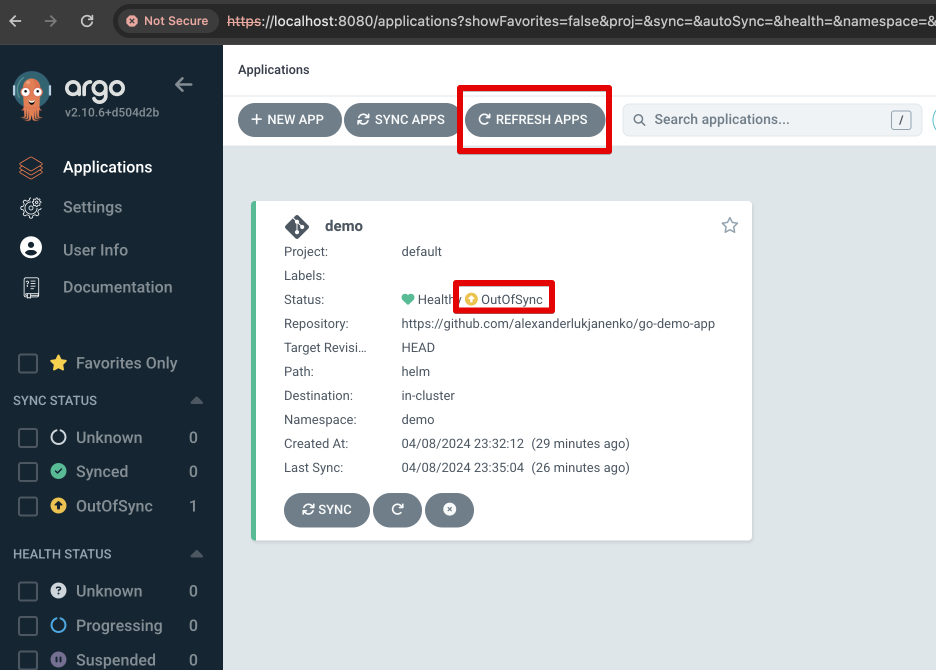 Not Secure https://localhost:8080/applications?showFavorites=false&proj=&sync=&autoSync=&health=&namespace=&
argo
v2.10.6+d504d2b
Applications
Settings
User Info
Documentation
Favorites Only
SYNC STATUS
Unknown 0
Synced 0
OutOfSync 1
HEALTH STATUS
Unknown 0
Progressing 0
Suspended 0
Applications
+ NEW APP SYNC APPS REFRESH APPS Search applications... /
demo
Project: default
Labels:
Status: Healthy OutOfSync
Repository: https://github.com/alexanderlukjanenko/go-demo-app
Target Revisi... HEAD
Path: helm
Destination: in-cluster
Namespace: demo
Created At: 04/08/2024 23:32:12 (29 minutes ago)
Last Sync: 04/08/2024 23:35:04 (26 minutes ago)
SYNC